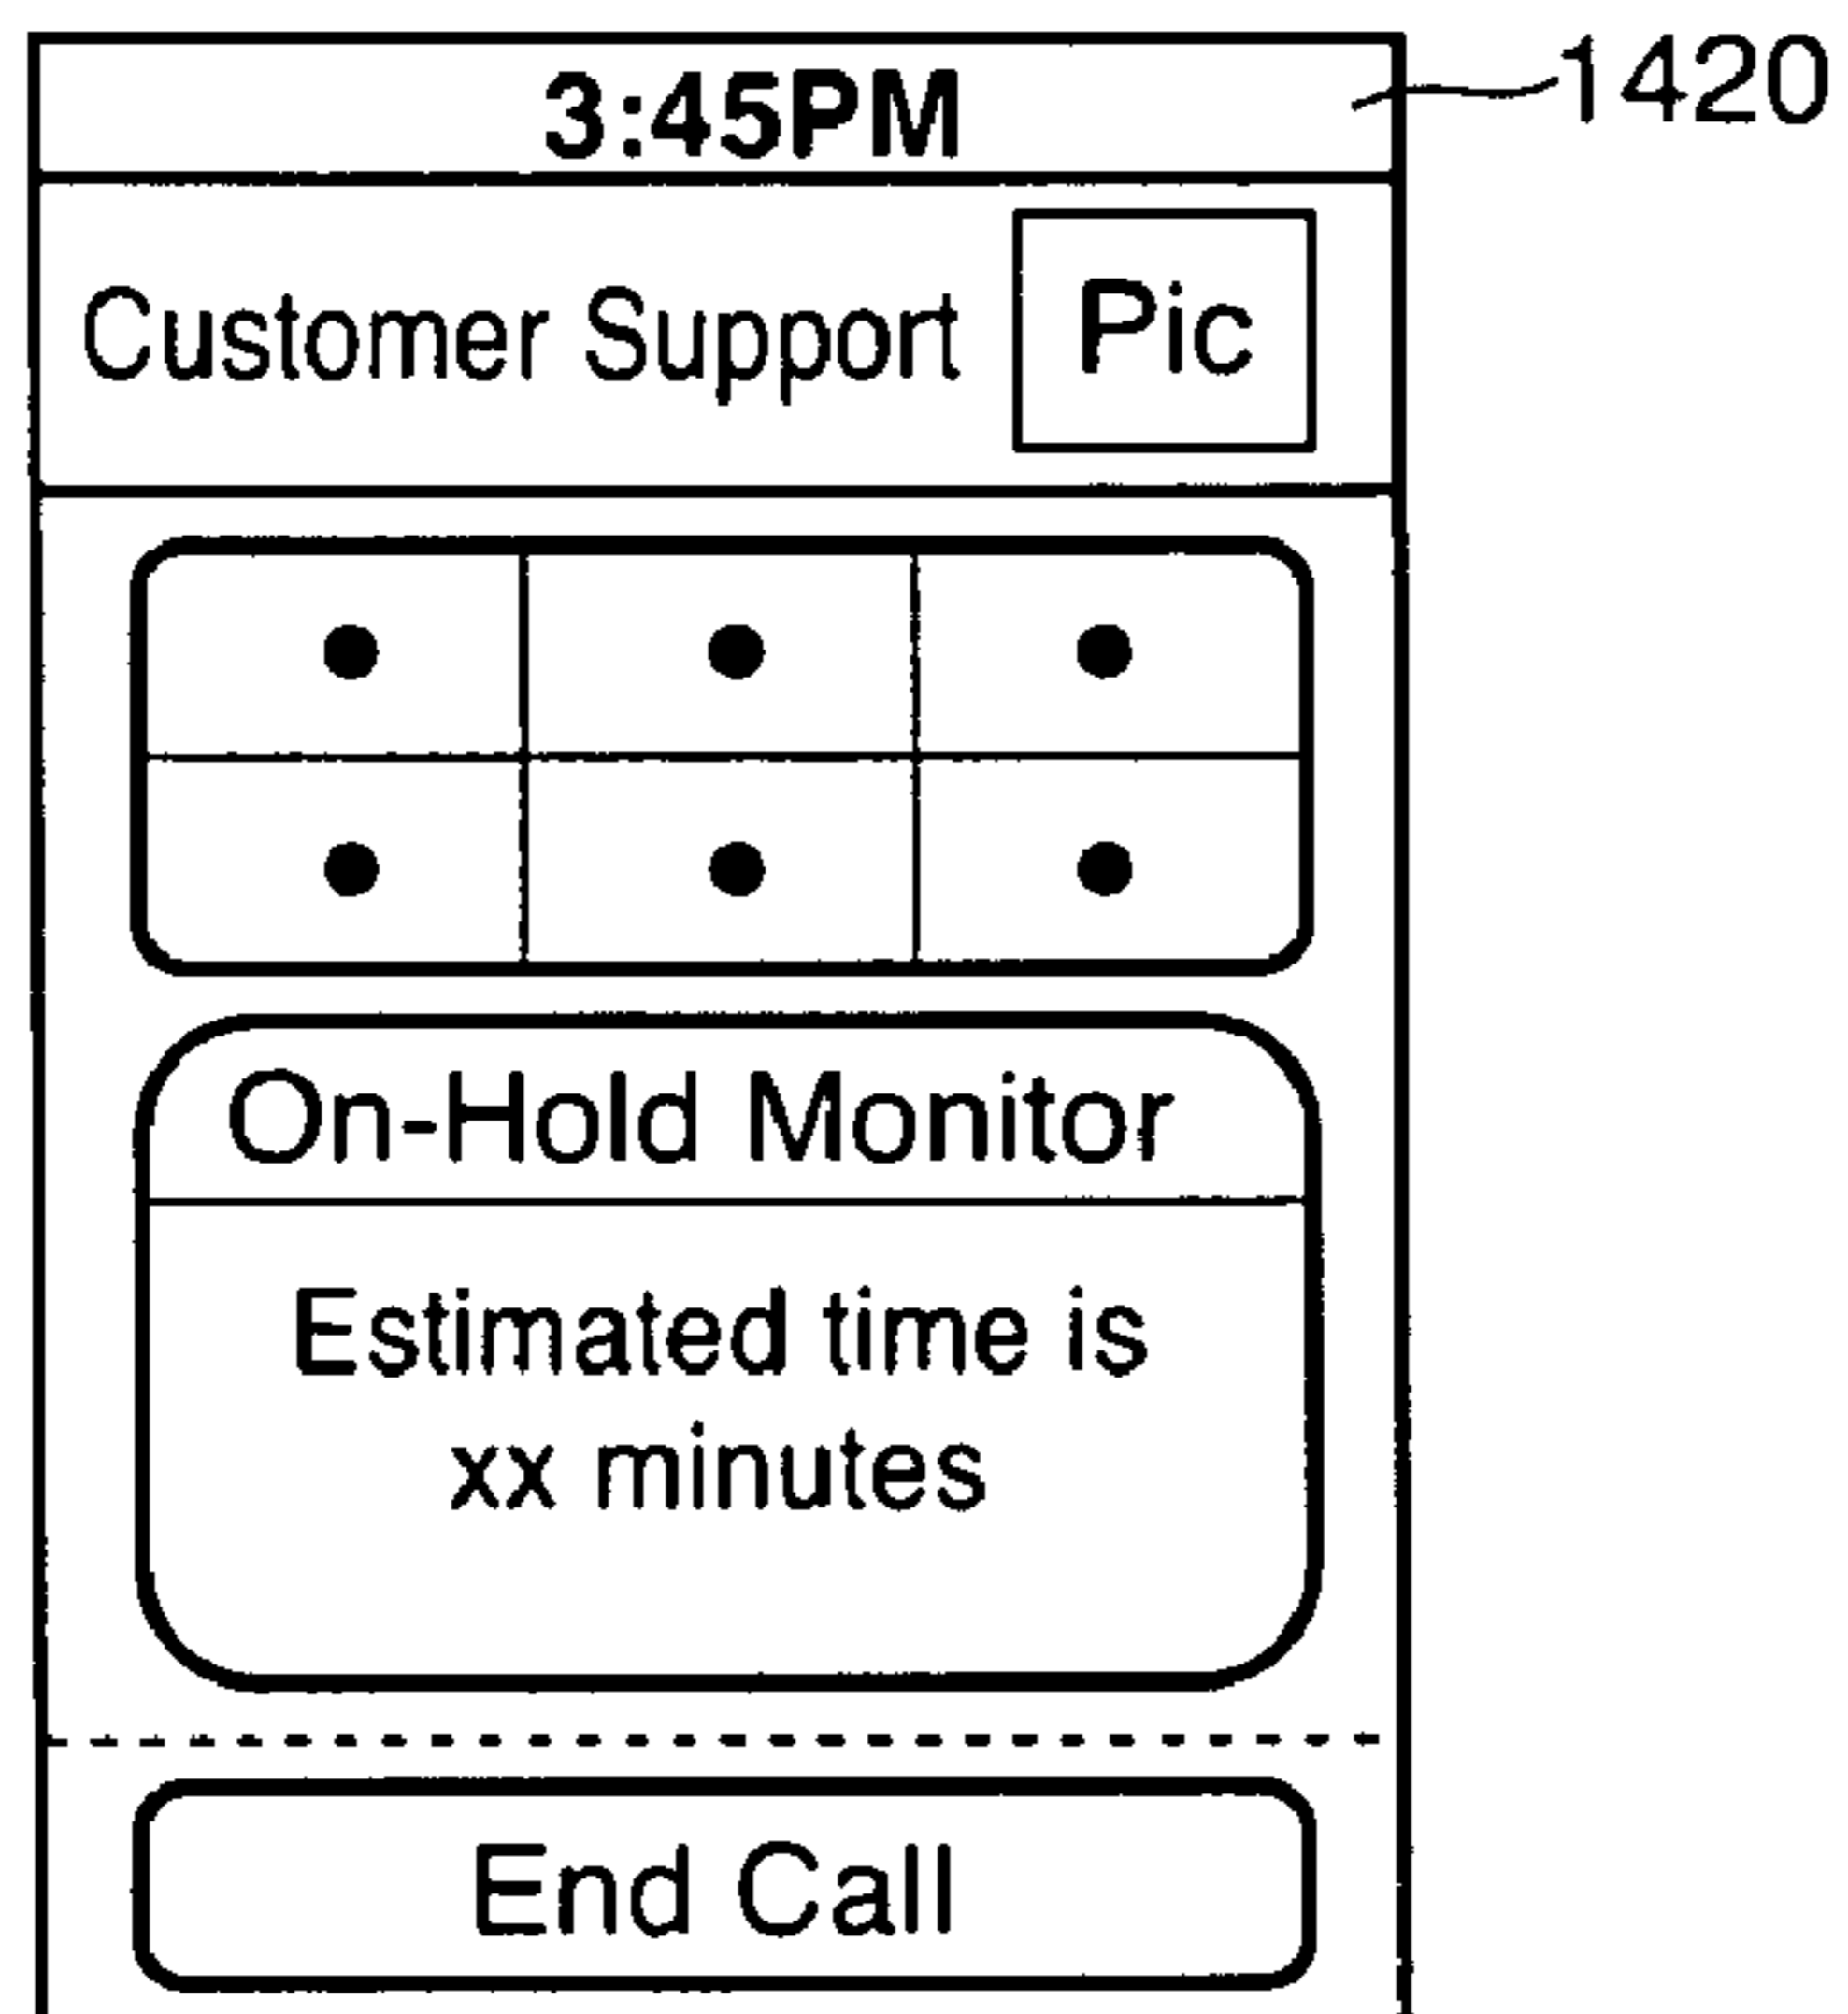 3:45PM
1420
Customer Support
Pic
On-Hold Monitor
Estimated time is
xx minutes
End Call